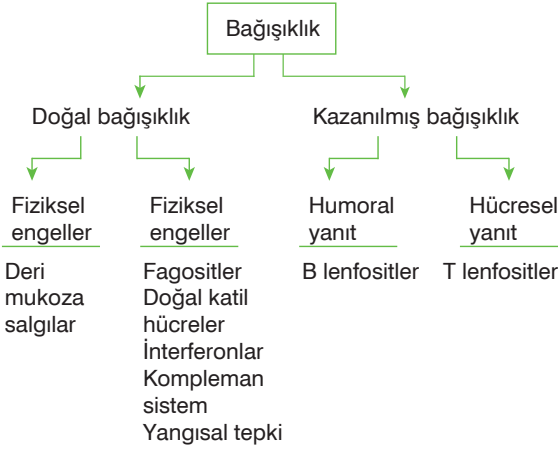 Bağışıklık
Doğal bağışıklık
Kazanılmış bağışıklık
Fiziksel
engeller
Deri
mukoza
salgılar
Fiziksel
engeller
Fagositler
Doğal katil
hücreler
İnterferonlar
Kompleman
sistem
Yangısal tepki
Humoral
yanıt
B lenfositler
Hücresel
yanıt
T lenfositler